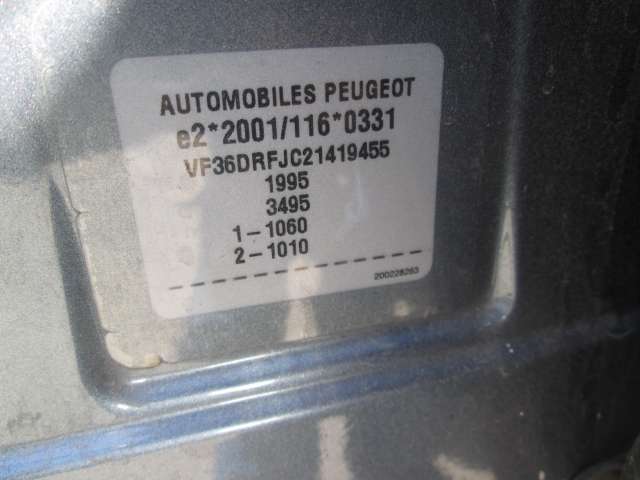 AUTOMOBILES PEUGEOT
e2*2001/116*0331
VF36DRFJC21419455
1995
3495
1-1060
2-1010
200228263